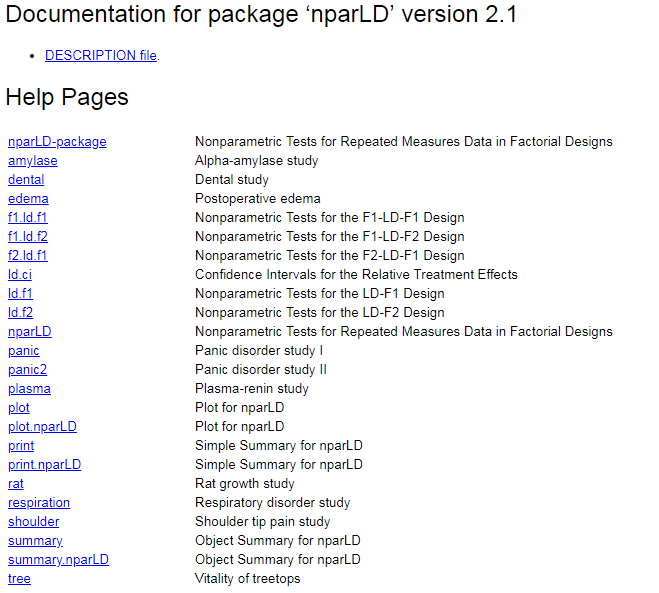 Documentation for package ‘nparLD’ version 2.1
• DESCRIPTION file.
Help Pages
nparLD-package Nonparametric Tests for Repeated Measures Data in Factorial Designs
amylase Alpha-amylase study
dental Dental study
edema Postoperative edema
f1.ld.f1 Nonparametric Tests for the F1-LD-F1 Design
f1.ld.f2 Nonparametric Tests for the F1-LD-F2 Design
f2.ld.f1 Nonparametric Tests for the F2-LD-F1 Design
ld.ci Confidence Intervals for the Relative Treatment Effects
ld.f1 Nonparametric Tests for the LD-F1 Design
ld.f2 Nonparametric Tests for the LD-F2 Design
nparLD Nonparametric Tests for Repeated Measures Data in Factorial Designs
panic Panic disorder study I
panic2 Panic disorder study II
plasma Plasma-renin study
plot Plot for nparLD
plot.nparLD Plot for nparLD
print Simple Summary for nparLD
print.nparLD Simple Summary for nparLD
rat Rat growth study
respiration Respiratory disorder study
shoulder Shoulder tip pain study
summary Object Summary for nparLD
summary.nparLD Object Summary for nparLD
tree Vitality of treetops